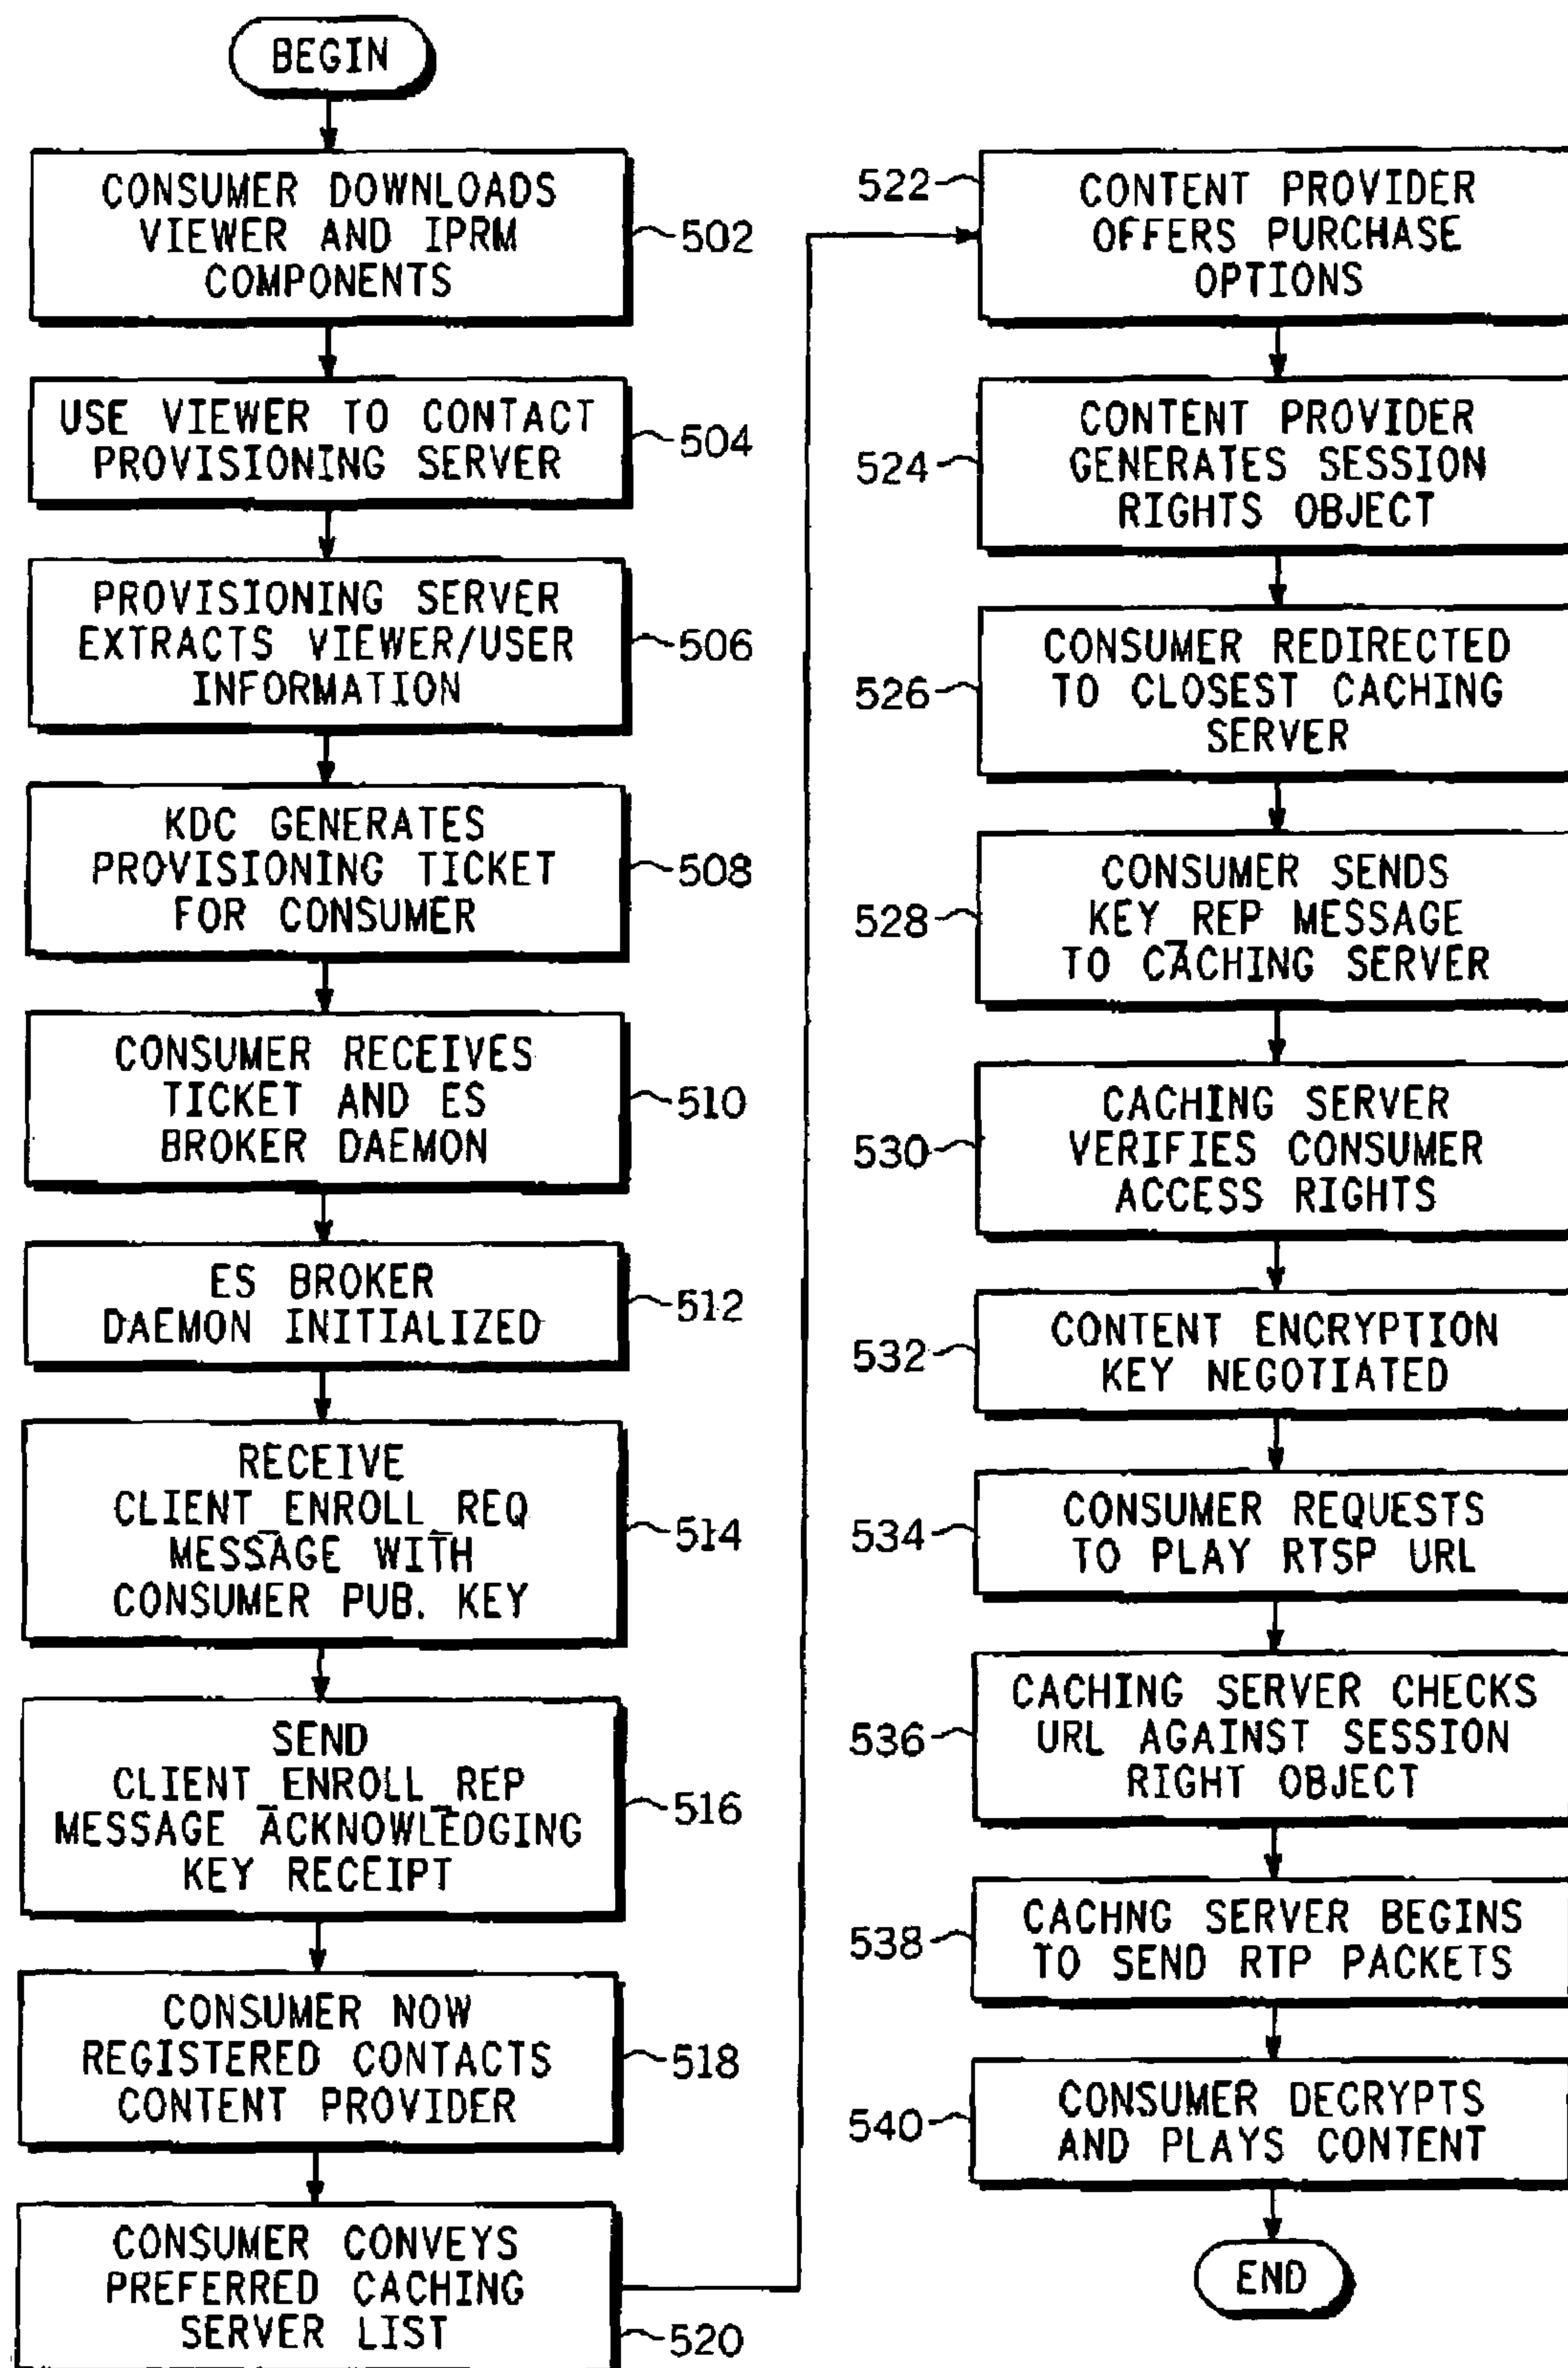 BEGIN
CONSUMER DOWNLOADS
VIEWER AND IPRM
COMPONENTS
502
USE VIEWER TO CONTACT
PROVISIONING SERVER
504
PROVISIONING SERVER
EXTRACTS VIEWER/USER
INFORMATION
506
KDC GENERATES
PROVISIONING TICKET
FOR CONSUMER
508
CONSUMER RECEIVES
TICKET AND ES
BROKER DAEMON
510
ES BROKER
DAEMON INITIALIZED
512
RECEIVE
CLIENT_ENROLL_REQ
MESSAGE WITH
CONSUMER PUB. KEY
514
SEND
CLIENT_ENROLL_REP
MESSAGE ACKNOWLEDGING
KEY RECEIPT
516
CONSUMER NOW
REGISTERED CONTACTS
CONTENT PROVIDER
518
CONSUMER CONVEYS
PREFERRED CACHING
SERVER LIST
520
522
CONTENT PROVIDER
OFFERS PURCHASE
OPTIONS
524
CONTENT PROVIDER
GENERATES SESSION
RIGHTS OBJECT
526
CONSUMER REDIRECTED
TO CLOSEST CACHING
SERVER
528
CONSUMER SENDS
KEY_REP MESSAGE
TO CACHING SERVER
530
CACHING SERVER
VERIFIES CONSUMER
ACCESS RIGHTS
532
CONTENT ENCRYPTION
KEY NEGOTIATED
534
CONSUMER REQUESTS
TO PLAY RTSP URL
536
CACHING SERVER CHECKS
URL AGAINST SESSION
RIGHT OBJECT
538
CACHNG SERVER BEGINS
TO SEND RTP PACKETS
540
CONSUMER DECRYPTS
AND PLAYS CONTENT
END